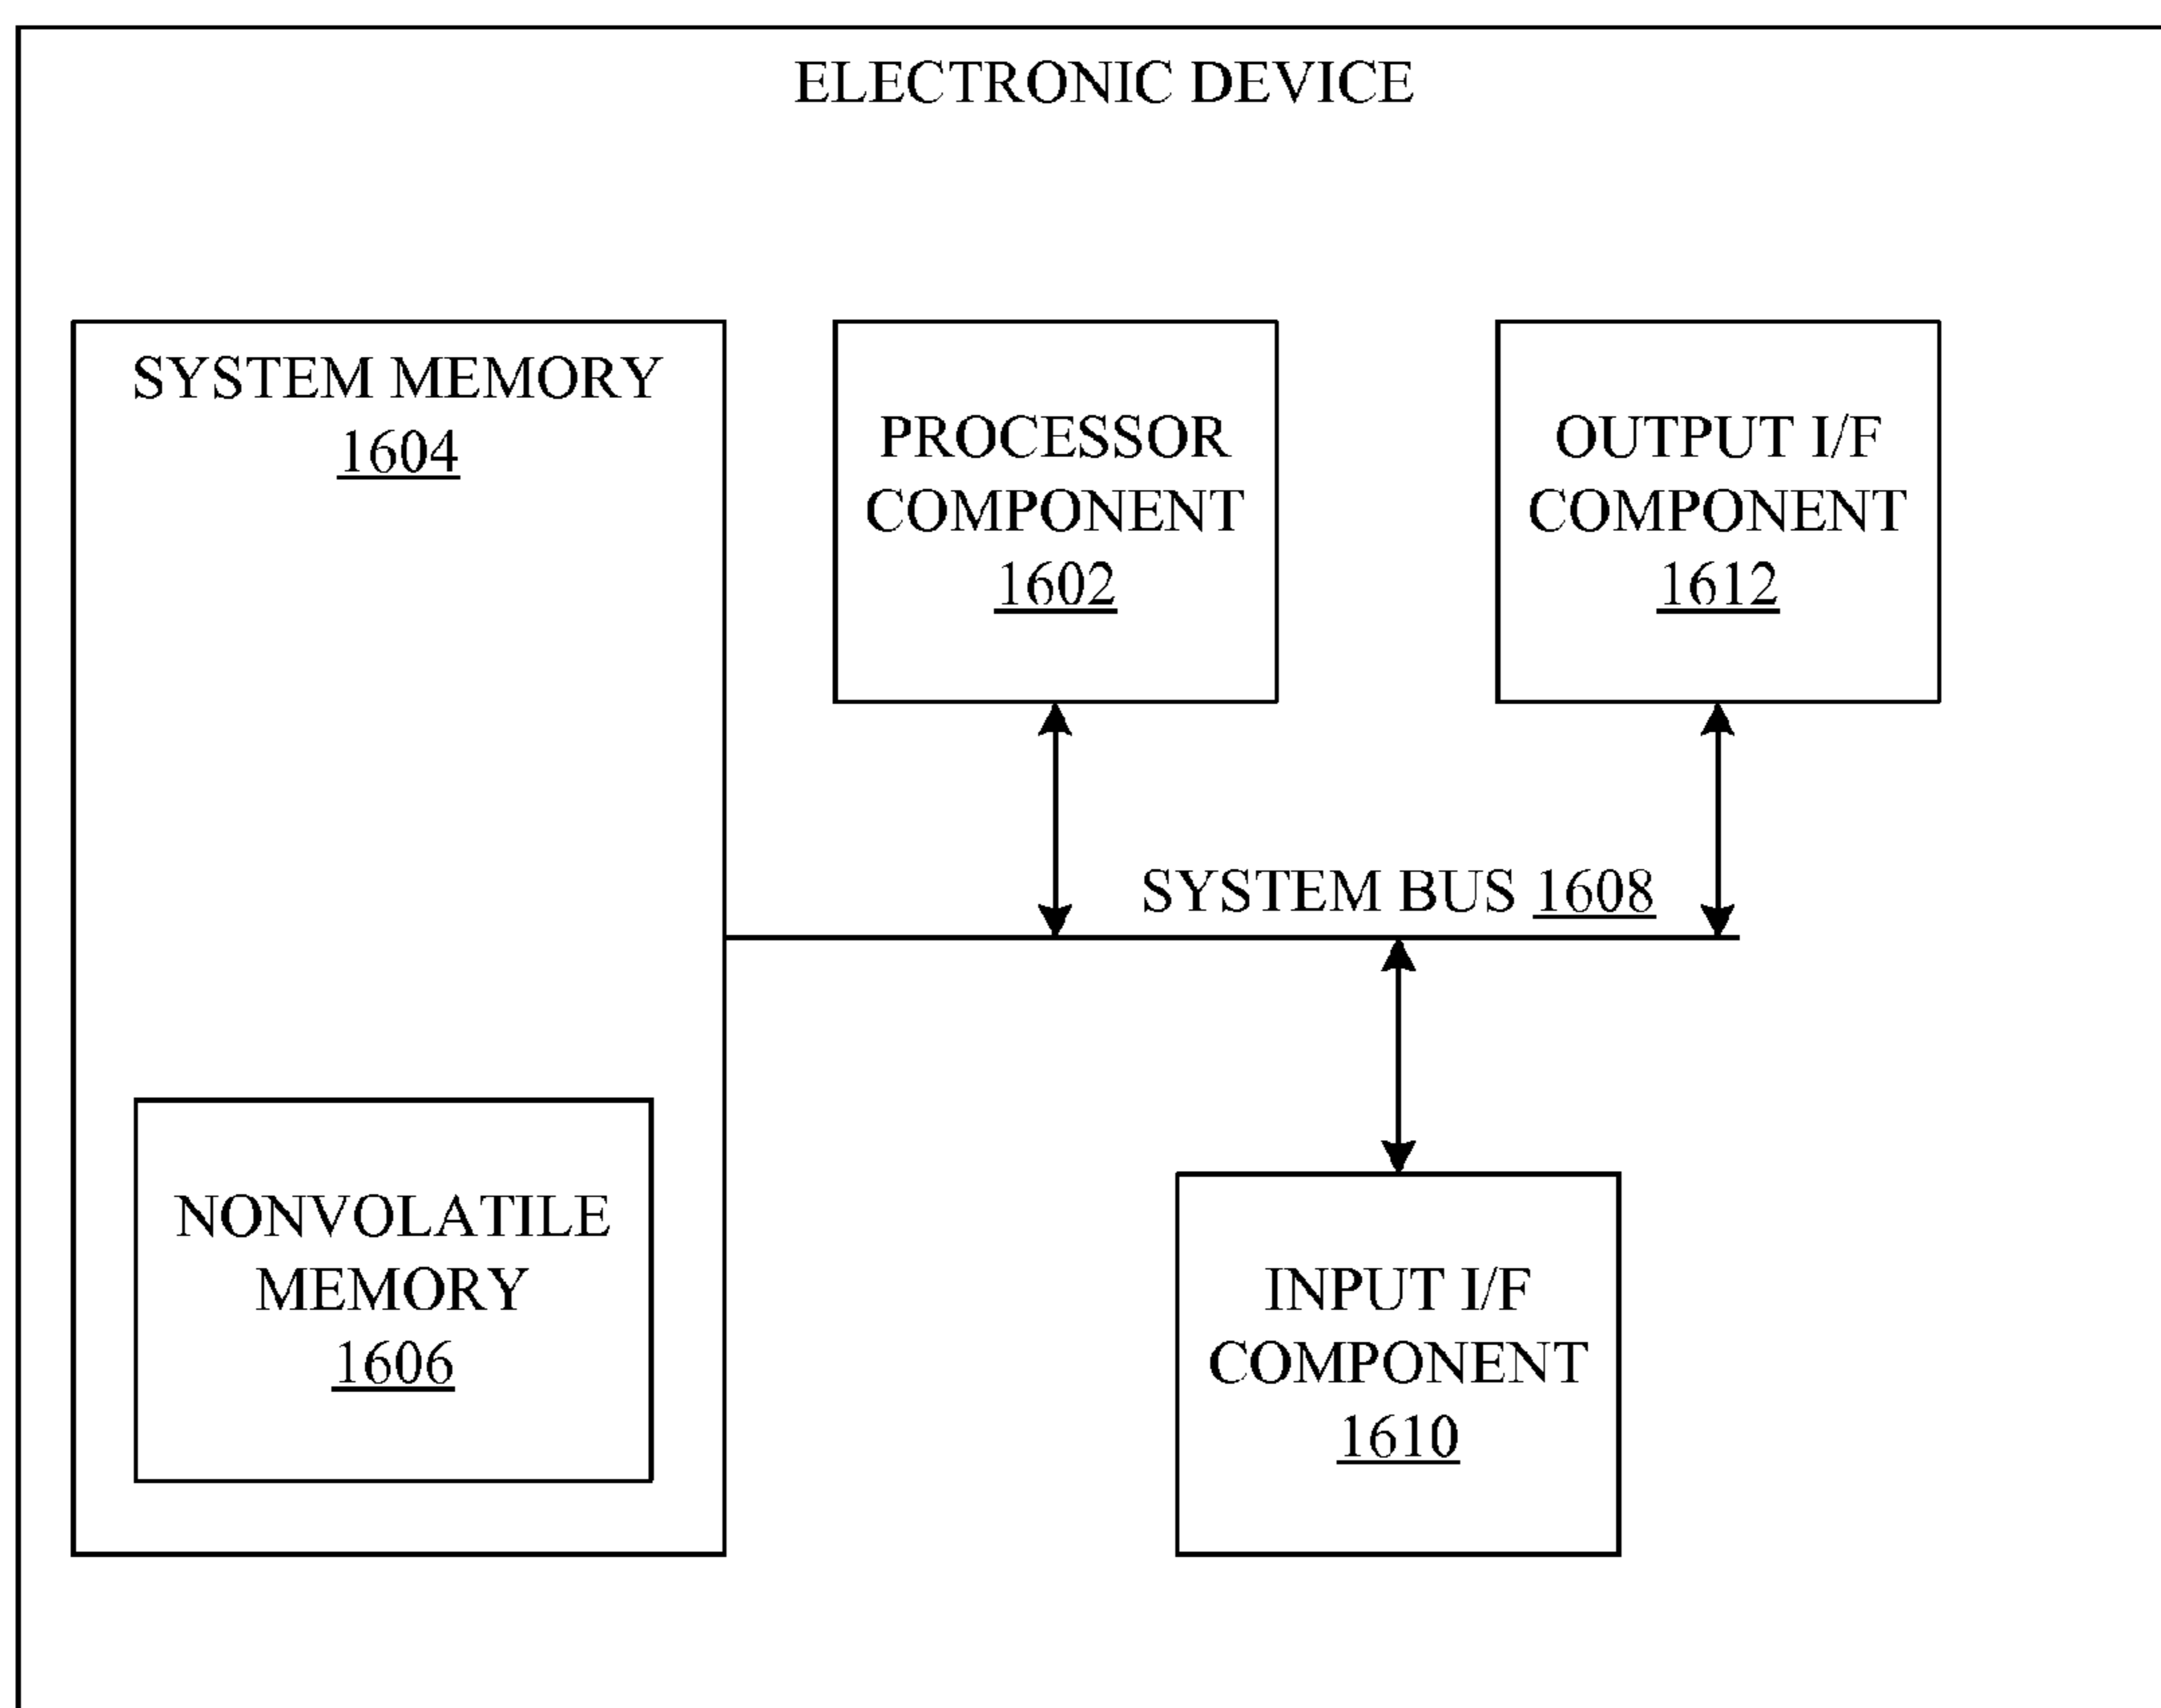 ELECTRONIC DEVICE
SYSTEM MEMORY
1604
PROCESSOR
COMPONENT
1602
OUTPUT I/F
COMPONENT
1612
SYSTEM BUS 1608
NONVOLATILE
MEMORY
1606
INPUT I/F
COMPONENT
1610